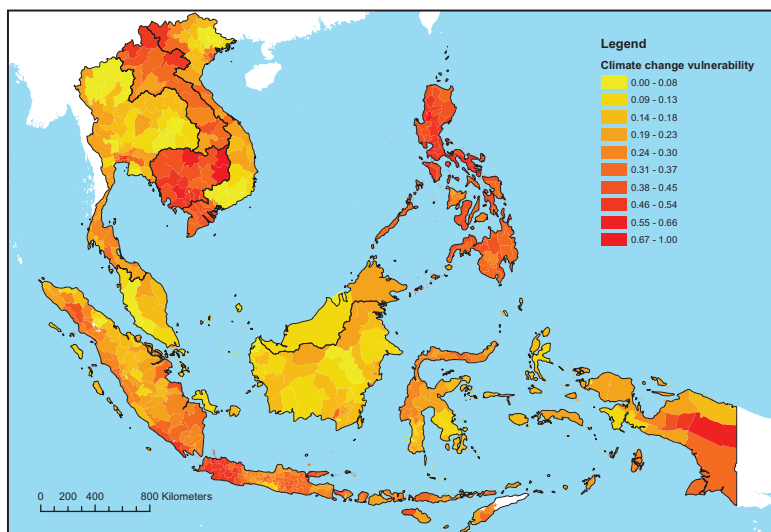 Legend
Climate change vulnerability
0.00 - 0.08
0.09 - 0.13
0.14 - 0.18
0.19 - 0.23
0.24 - 0.30
0.31 - 0.37
0.38 - 0.45
0.46 - 0.54
0.55 - 0.66
0.67 - 1.00
0 200 400 800 Kilometers